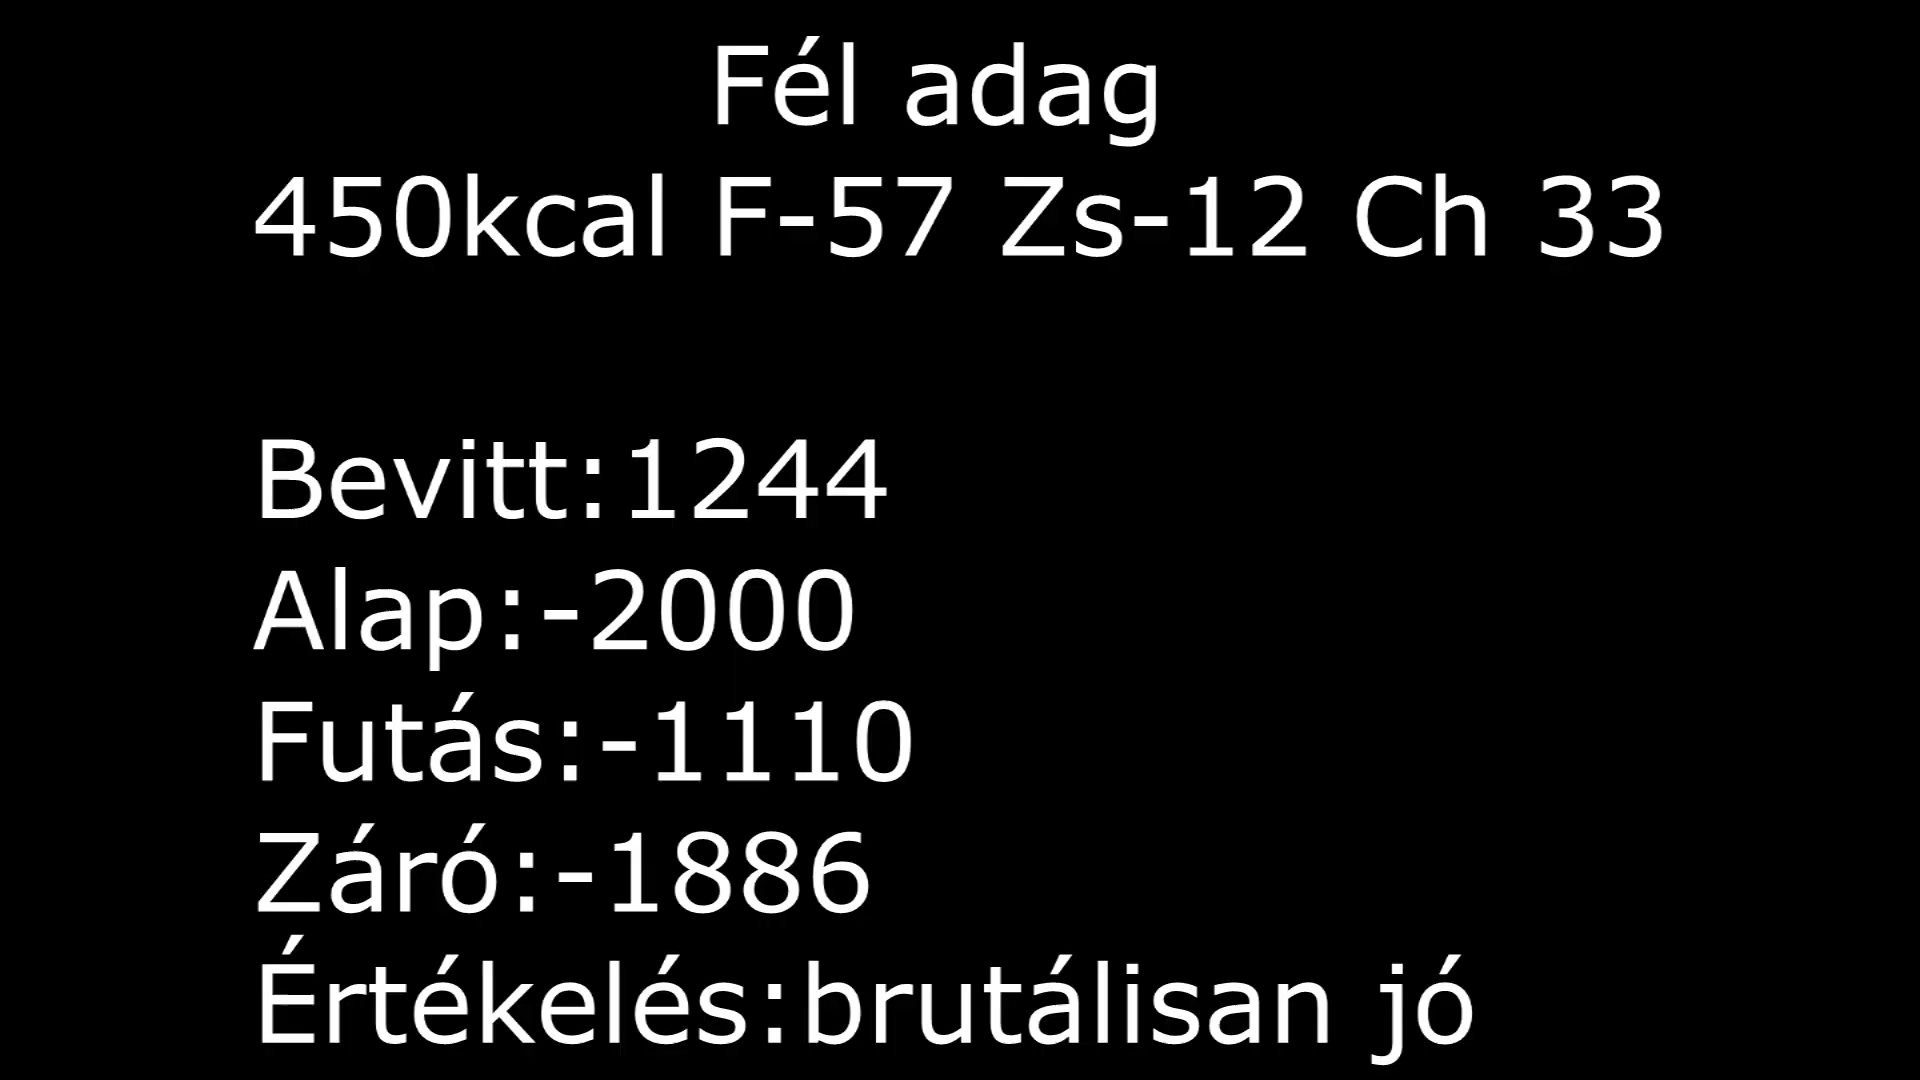 Fél adag
450kcal F-57 Zs-12 Ch 33
Bevitt:1244
Alap:-2000
Futás:-1110
Záró:-1886
Értékelés:brutálisan jó